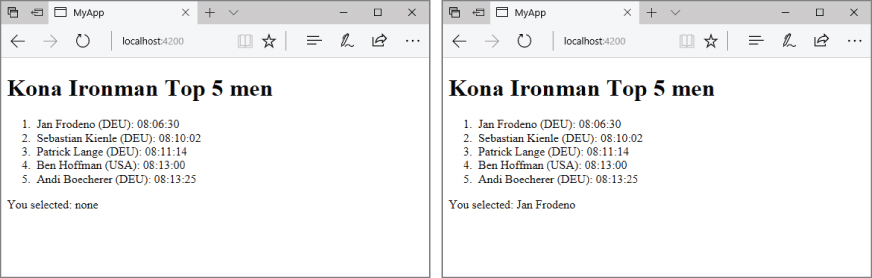 MyApp
localhost:4200
Kona Ironman Top 5 men
1. Jan Frodeno (DEU): 08:06:30
2. Sebastian Kienle (DEU): 08:10:02
3. Patrick Lange (DEU): 08:11:14
4. Ben Hoffman (USA): 08:13:00
5. Andi Boecherer (DEU): 08:13:25
You selected: none
MyApp
localhost:4200
Kona Ironman Top 5 men
1. Jan Frodeno (DEU): 08:06:30
2. Sebastian Kienle (DEU): 08:10:02
3. Patrick Lange (DEU): 08:11:14
4. Ben Hoffman (USA): 08:13:00
5. Andi Boecherer (DEU): 08:13:25
You selected: Jan Frodeno